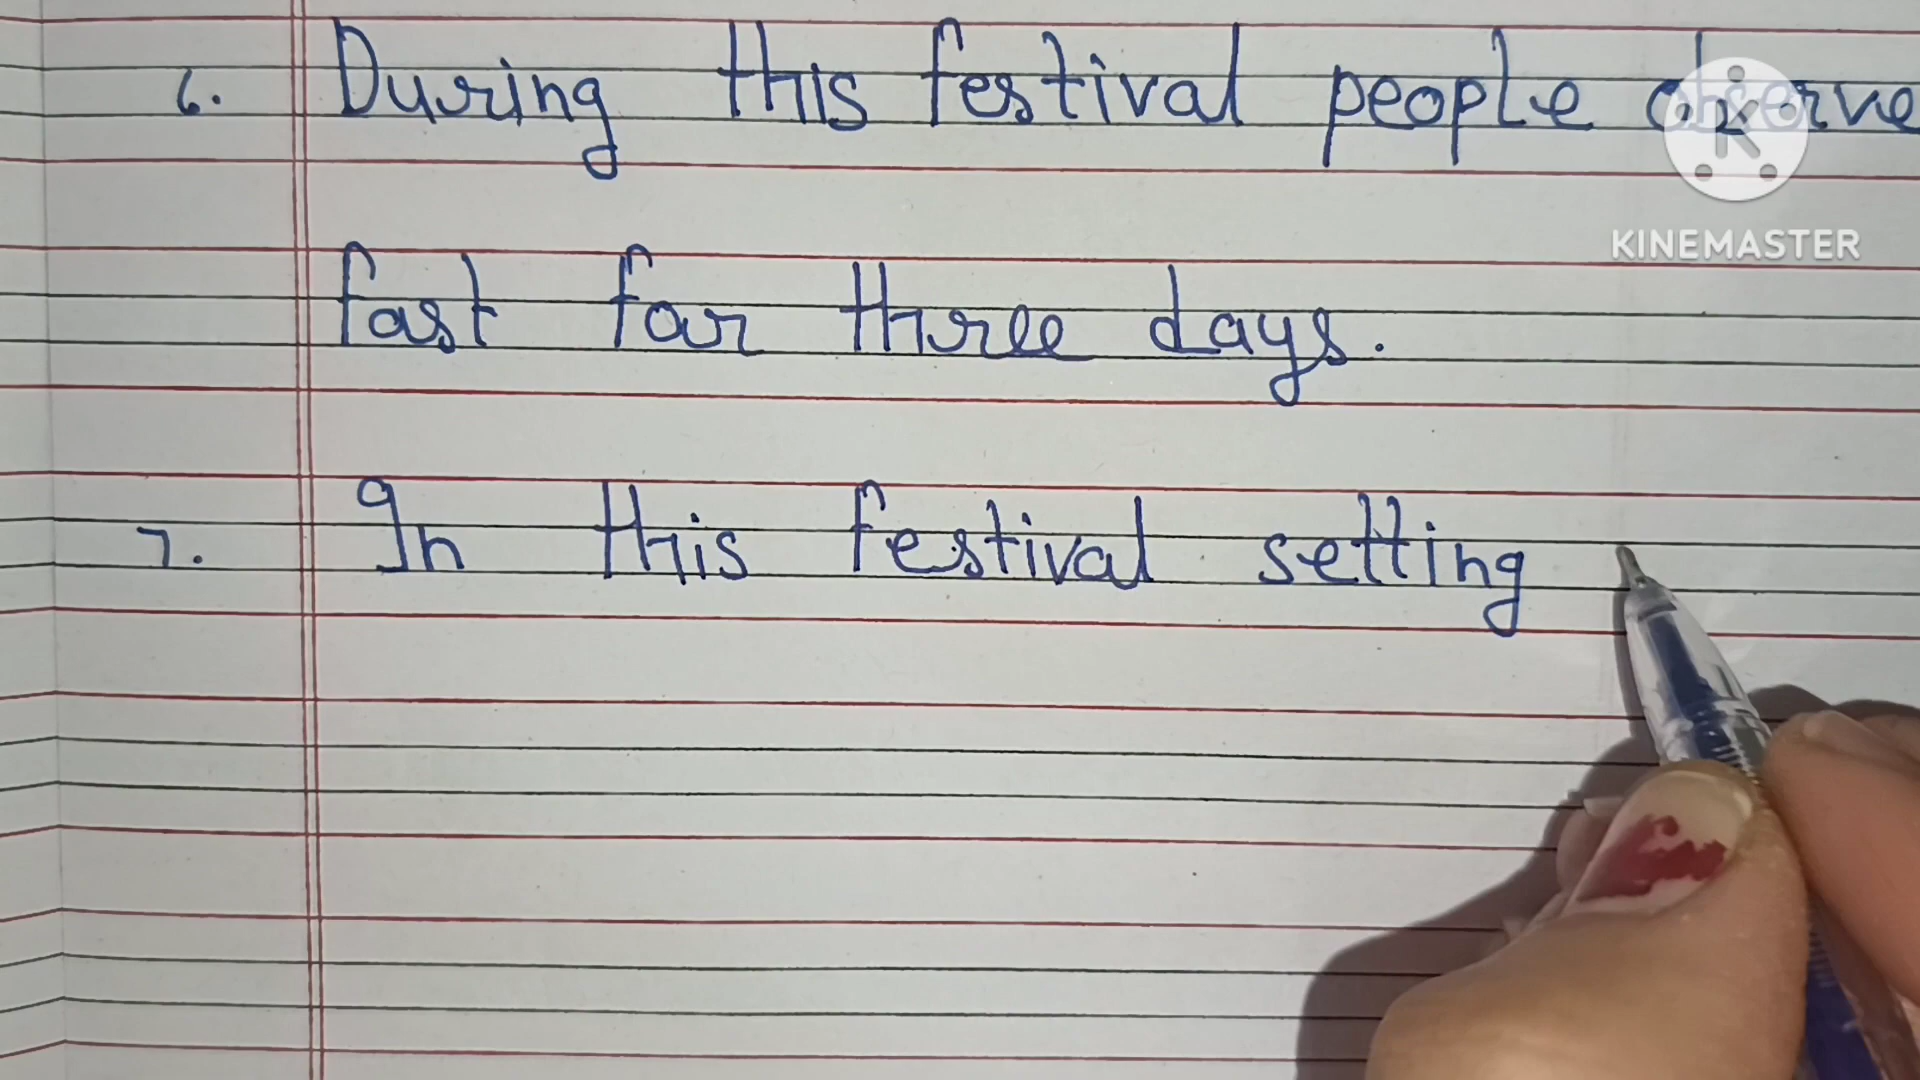 6. During this festival people observe
KINEMASTER
fast for three days.
7. In this festival setting